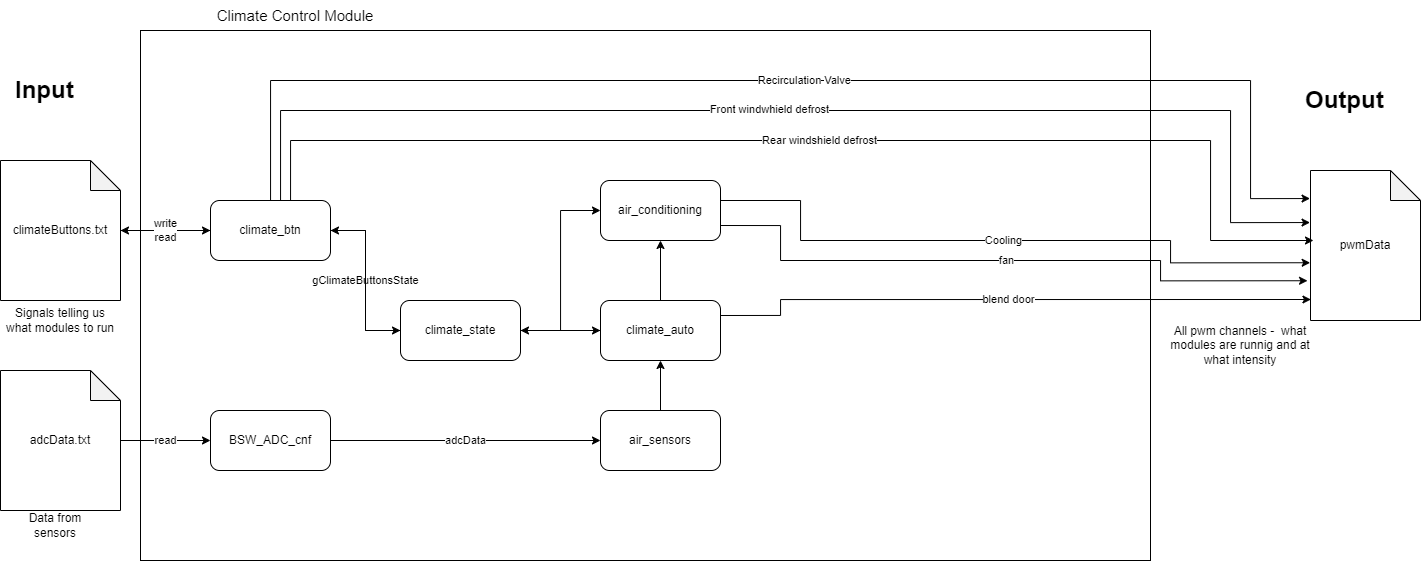 Climate Control Module
Input
Output
Recirculation-Valve
Front windwhield defrost
Rear windshield defrost
climateButtons.txt
write
read
climate_btn
air_conditioning
pwmData
Cooling
fan
gClimateButtonsState
blend door
Signals telling us
what modules to run
climate_state
climate_auto
All pwm channels - what
modules are runnig and at
what intensity
adcData.txt
read
BSW_ADC_cnf
adcData
air_sensors
Data from
sensors